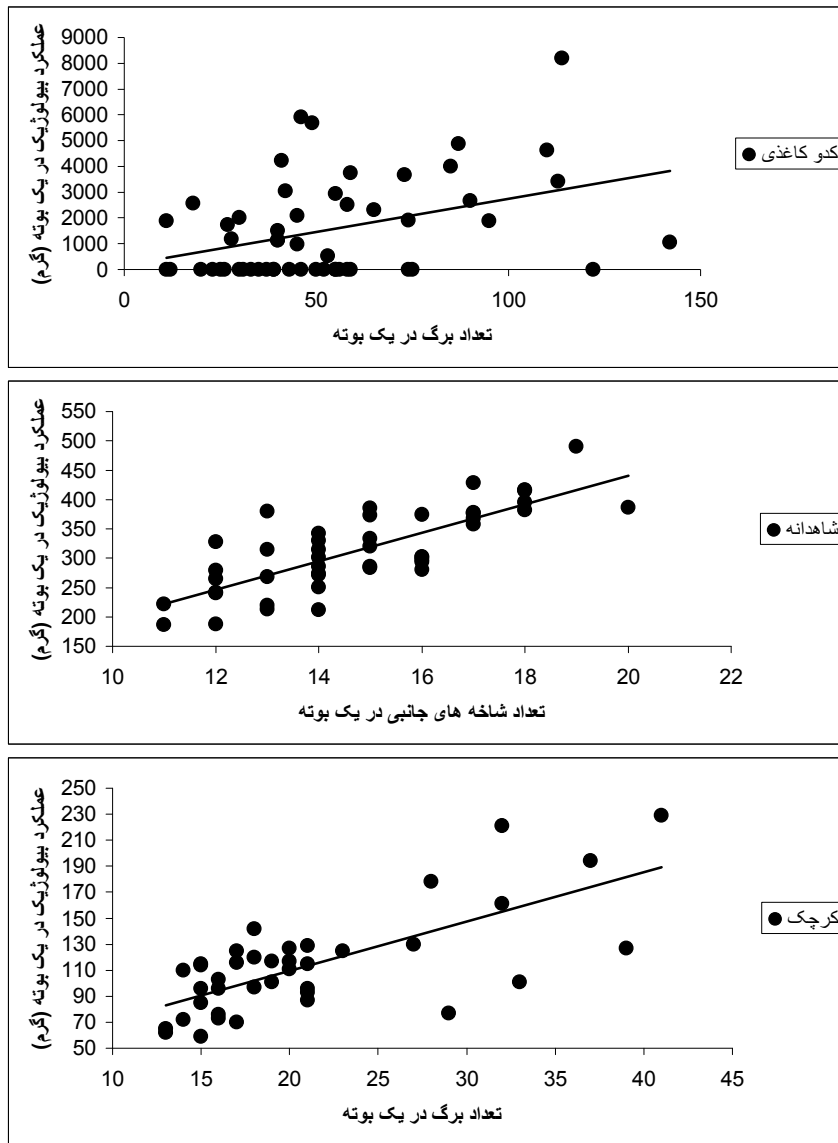 عملکرد بیولوژیک در یک بوته (گرم)
9000
8000
7000
6000
5000
4000
3000
2000
1000
0
0 50 100 150
تعداد برگ در یک بوته
کدو کاغذی
عملکرد بیولوژیک در یک بوته (گرم)
550
500
450
400
350
300
250
200
150
10 12 14 16 18 20 22
تعداد شاخه های جانبی در یک بوته
شاهدانه
عملکرد بیولوژیک در یک بوته (گرم)
250
230
210
190
170
150
130
110
90
70
50
10 15 20 25 30 35 40 45
تعداد برگ در یک بوته
کرچک